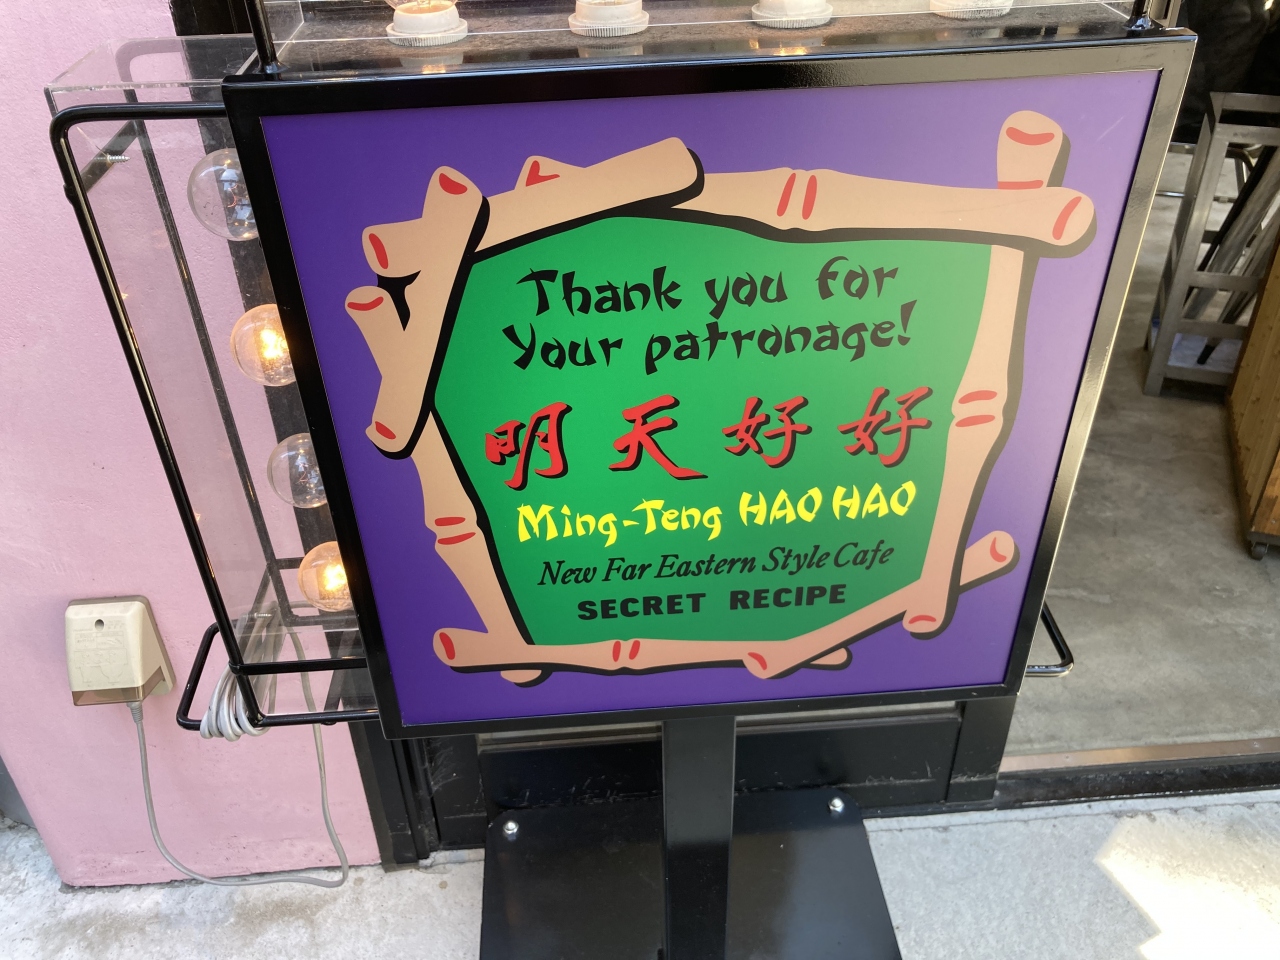 Thank you for
your patronage!
明天好好
Ming-Teng HAO HAO
New Far Eastern Style Cafe
SECRET RECIPE